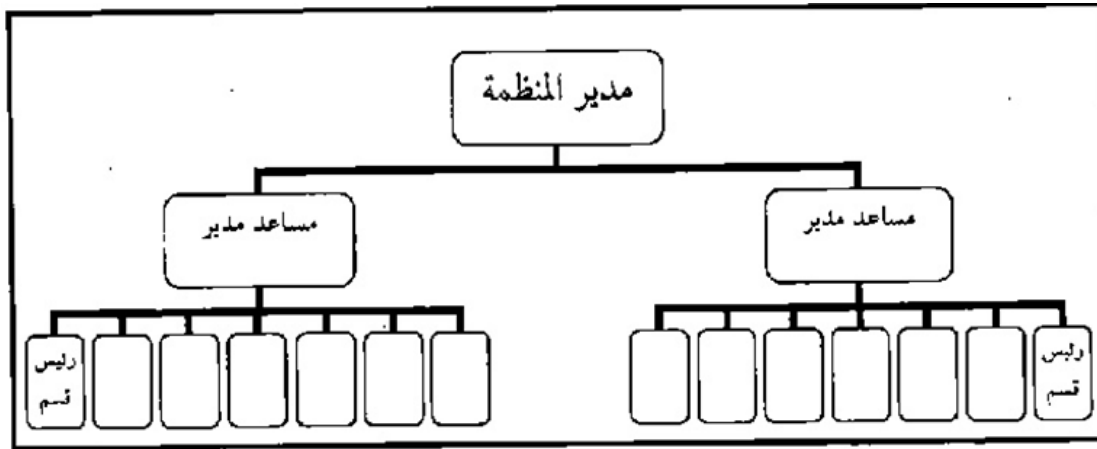 مدير المنظمة
مساعد مدير
مساعد مدير
رئيس
قسم
رئيس
قسم